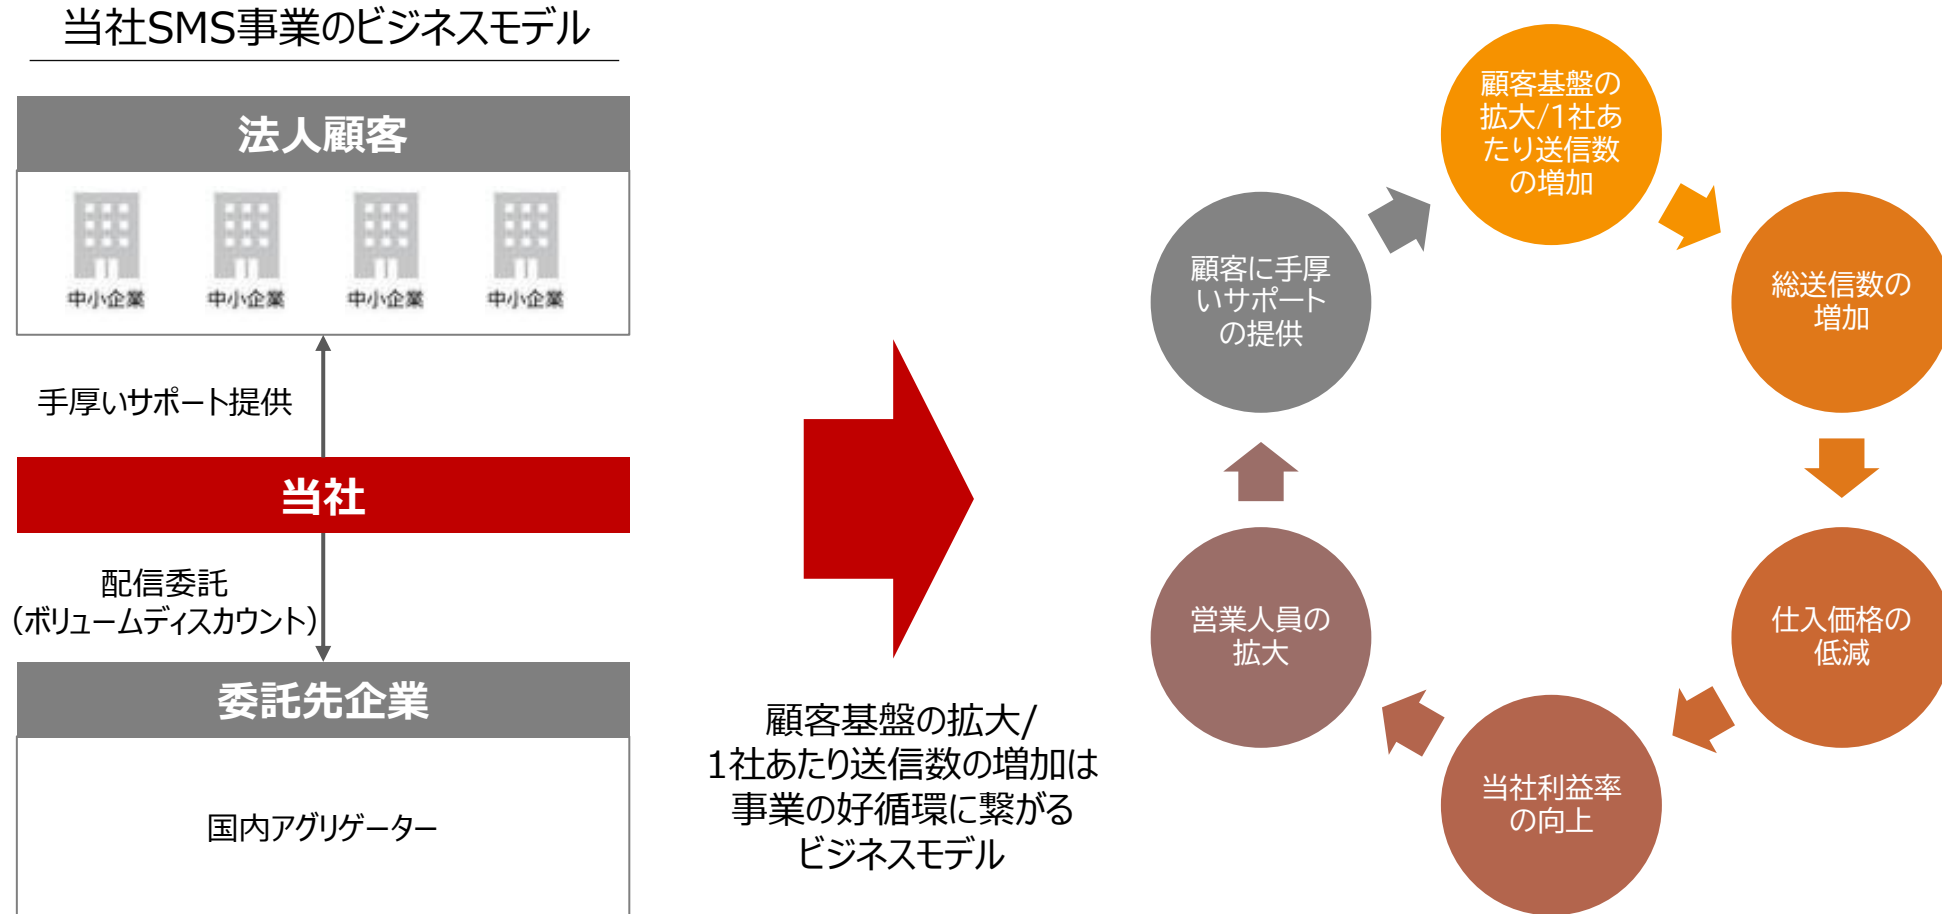 当社SMS事業のビジネスモデル
法人顧客
中小企業
中小企業
中小企業
中小企業
手厚いサポート提供
当社
配信委託
（ボリュームディスカウント）
委託先企業
国内アグリゲーター
顧客基盤の拡大/
1社あたり送信数の増加は
事業の好循環に繋がる
ビジネスモデル
顧客基盤の
拡大/1社あ
たり送信数
の増加
総送信数の
増加
仕入価格の
低減
当社利益率
の向上
営業人員の
拡大
顧客に手厚
いサポート
の提供